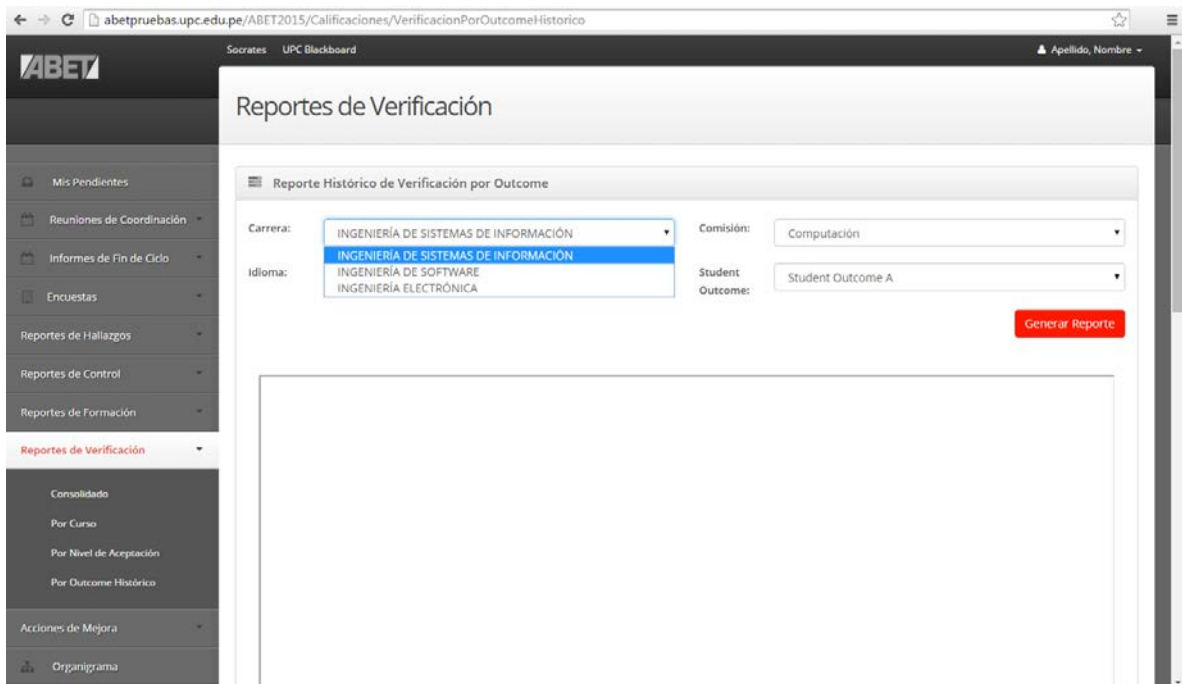 abetpruebas.upc.edu.pe/ABET2015/Calificaciones/VerificacionPorOutcomeHistorico
ABET
Socrates UPC Blackboard
Apellido, Nombre
Reportes de Verificación
Mis Pendientes
Reuniones de Coordinación
Informes de Fin de Ciclo
Encuestas
Reportes de Hallazgos
Reportes de Control
Reportes de Formación
Reportes de Verificación
Consolidado
Por Curso
Por Nivel de Aceptación
Por Outcome Histórico
Acciones de Mejora
Organigrama
Reporte Histórico de Verificación por Outcome
Carrera:
INGENIERÍA DE SISTEMAS DE INFORMACIÓN
INGENIERÍA DE SISTEMAS DE INFORMACIÓN
INGENIERÍA DE SOFTWARE
INGENIERÍA ELECTRÓNICA
Comisión:
Computación
Idioma:
Student
Outcome:
Student Outcome A
Generar Reporte